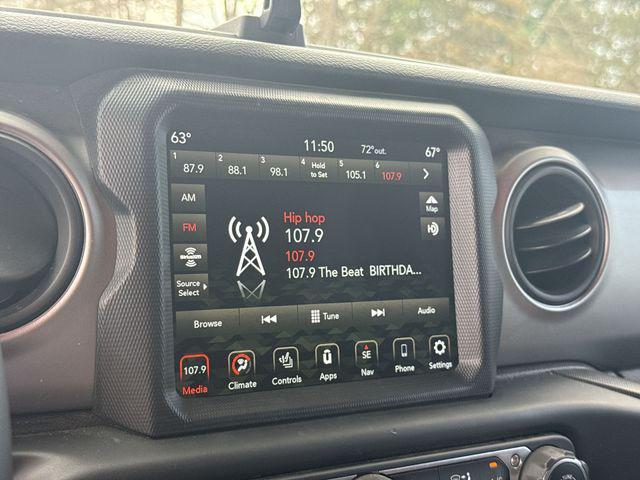 63° 11:50 72°out. 67°
1 2 3 4 5 6
87.9 88.1 98.1 Hold to Set 105.1 107.9
AM
FM
SiriusXM
Source Select
Map
HD
Hip hop
107.9
107.9
107.9 The Beat BIRTHDA...
Browse Tune Audio
107.9 SE
Media Climate Controls Apps Nav Phone Settings